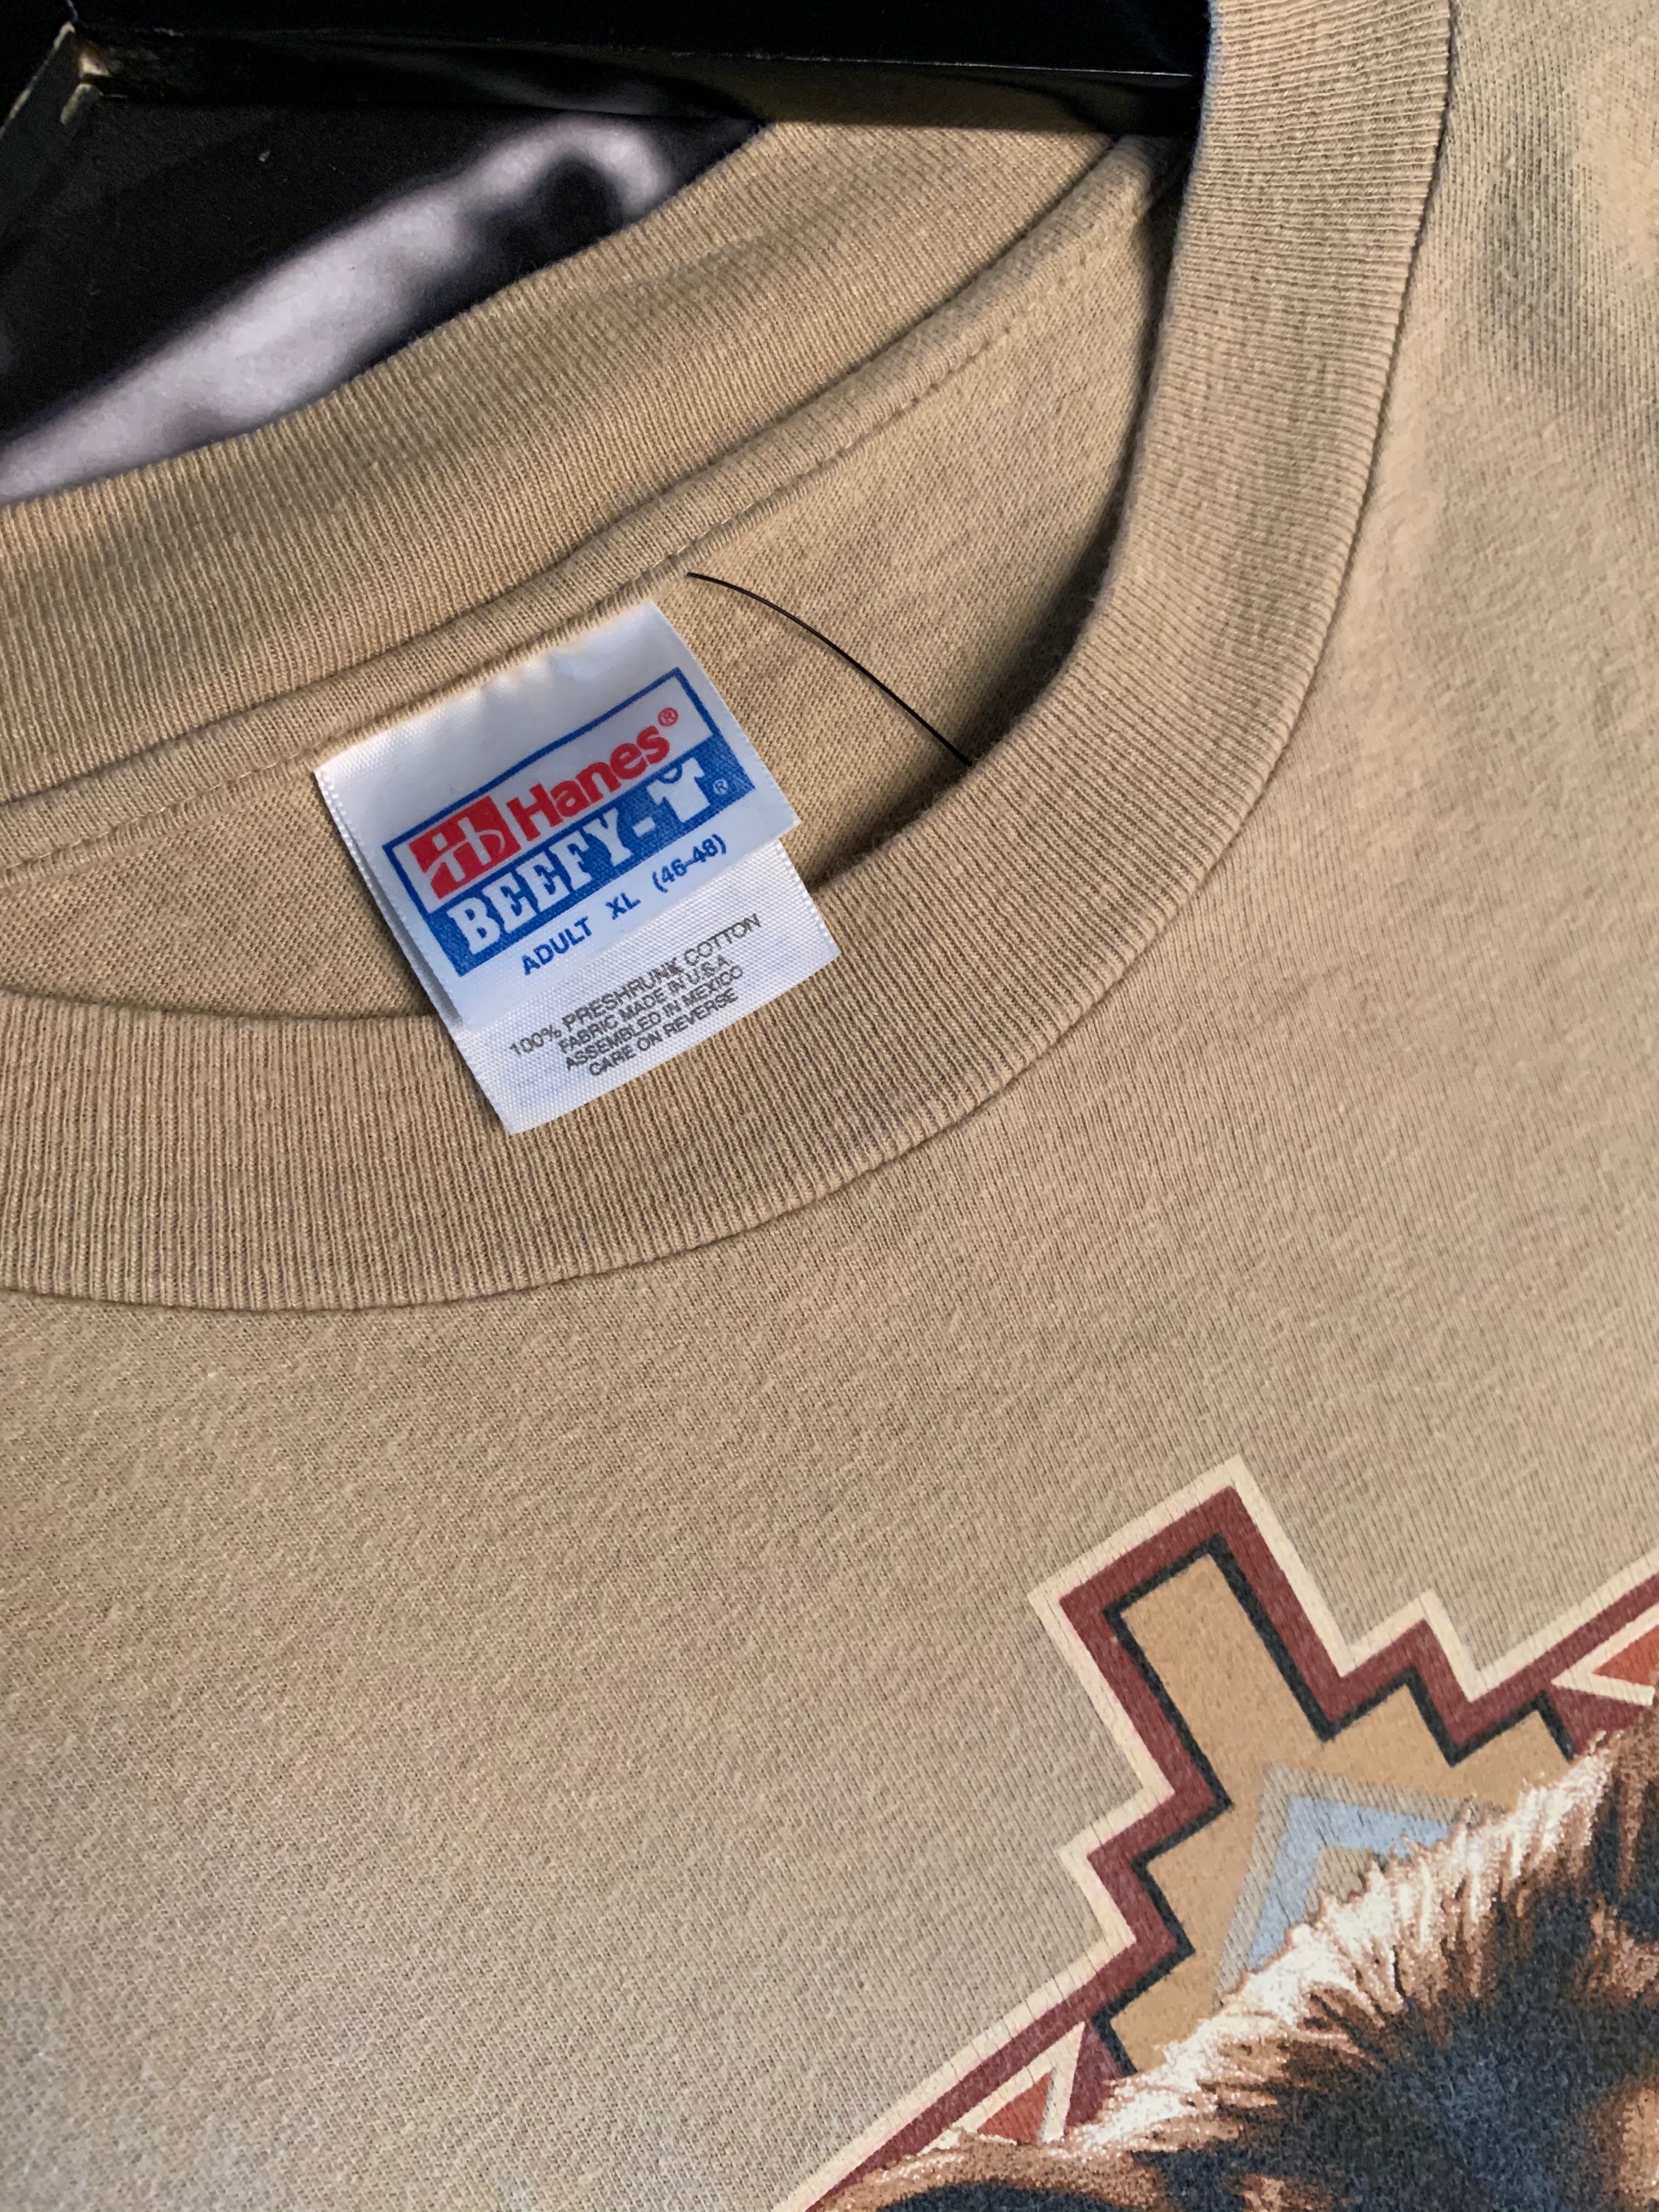 Hanes®
BEEFY-T®
ADULT XL (46-48)
100% PRESHRUNK COTTON
FABRIC MADE IN U.S.A
ASSEMBLED IN MEXICO
CARE ON REVERSE